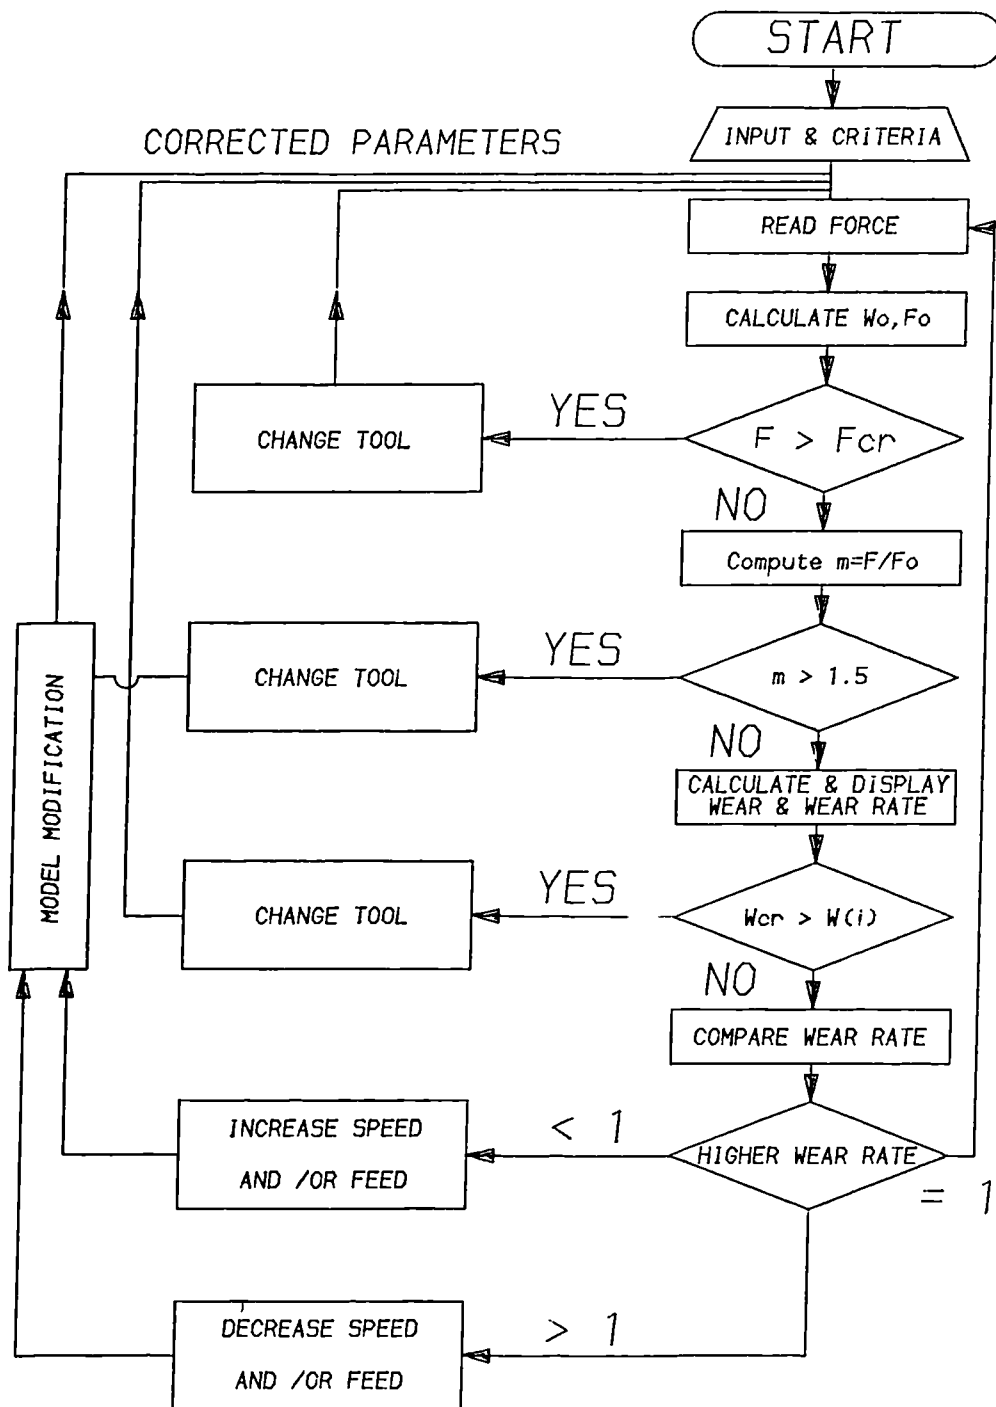 START
INPUT & CRITERIA
CORRECTED PARAMETERS
READ FORCE
CALCULATE Wo,Fo
F > Fcr
YES
CHANGE TOOL
NO
Compute m=F/Fo
m > 1.5
YES
CHANGE TOOL
MODEL MODIFICATION
NO
CALCULATE & DISPLAY
WEAR & WEAR RATE
Wcr > W(i)
YES
CHANGE TOOL
NO
COMPARE WEAR RATE
HIGHER WEAR RATE
< 1
INCREASE SPEED
AND /OR FEED
= 1
> 1
DECREASE SPEED
AND /OR FEED